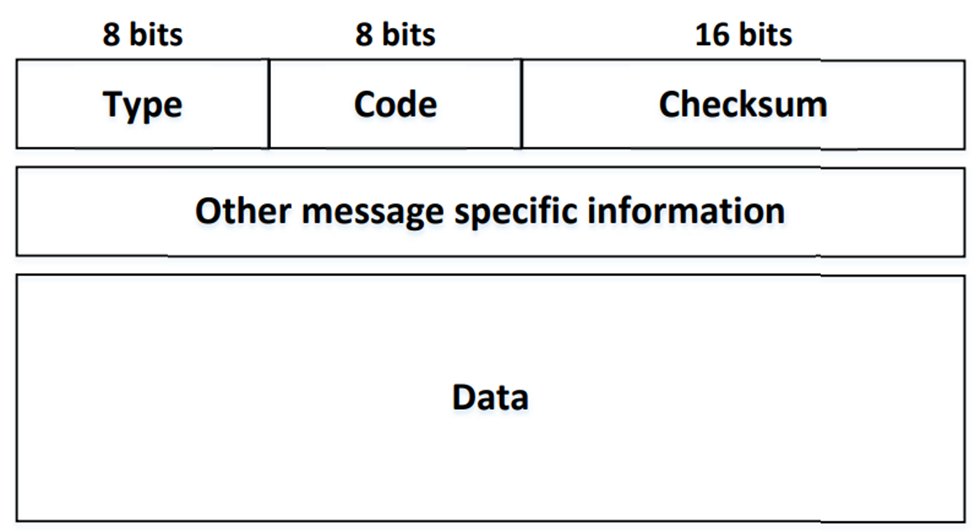 8 bits 8 bits 16 bits
Type Code Checksum
Other message specific information
Data